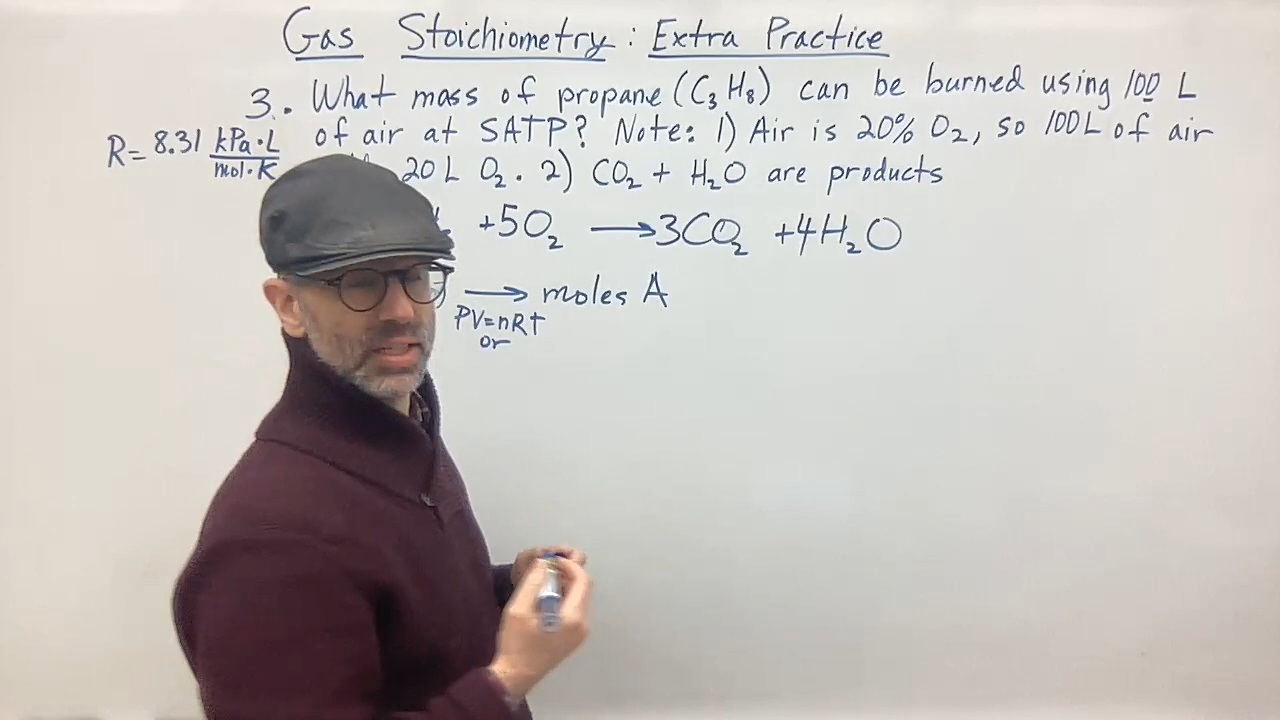 Gas Stoichiometry: Extra Practice
3. What mass of propane (C₃H₈) can be burned using 100 L
of air at SATP? Note: 1) Air is 20% O₂, so 100L of air
R = 8.31 kPa·L/mol·K
20 L O₂. 2) CO₂ + H₂O are products
+5O₂ → 3CO₂ +4H₂O
→ moles A
PV=nRT
or